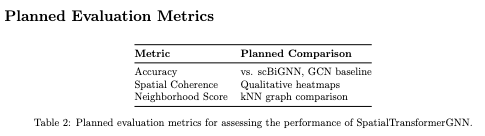 Planned Evaluation Metrics
Metric Planned Comparison
Accuracy vs. scBiGNN, GCN baseline
Spatial Coherence Qualitative heatmaps
Neighborhood Score kNN graph comparison
Table 2: Planned evaluation metrics for assessing the performance of SpatialTransformerGNN.